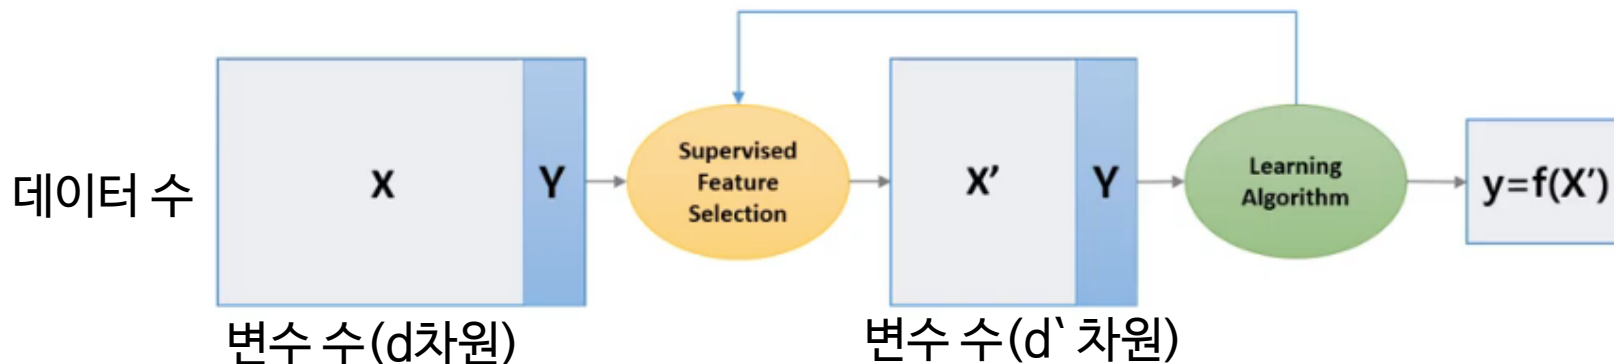 데이터 수
X
Y
Supervised
Feature
Selection
X’
Y
Learning
Algorithm
y=f(X’)
변수 수(d차원)
변수 수(d` 차원)